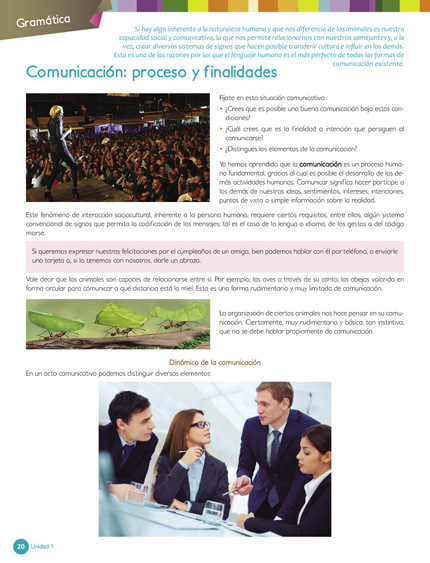 Gramática
Si hay algo inherente a la naturaleza humana y que nos diferencia de los animales es nuestra
capacidad social y comunicativa, la que nos permite relacionarnos con nuestros semejantes y, a la
vez, crear diversos sistemas de signos que hacen posible transferir cultura e influir en los demás.
Esta es una de las razones por las que el lenguaje humano es el más perfecto de todas las formas de
comunicación existente.
Comunicación: proceso y finalidades
Fíjate en esta situación comunicativa.
• ¿Crees que es posible una buena comunicación bajo estas con-
diciones?
• ¿Cuál crees que es la finalidad o intención que persiguen al
comunicarse?
• ¿Distingues los elementos de la comunicación?
Ya hemos aprendido que la comunicación es un proceso huma-
no fundamental, gracias al cual es posible el desarrollo de las de-
más actividades humanas. Comunicar significa hacer partícipe a
los demás de nuestras ideas, sentimientos, intereses, intenciones,
puntos de vista o simple información sobre la realidad.
Este fenómeno de interacción sociocultural, inherente a la persona humana, requiere ciertos requisitos, entre ellos, algún sistema
convencional de signos que permita la codificación de los mensajes; tal es el caso de la lengua o idioma, de los gestos o del código
morse.
Si queremos expresar nuestras felicitaciones por el cumpleaños de un amigo, bien podemos hablar con él por teléfono, o enviarle
una tarjeta o, si lo tenemos con nosotros, darle un abrazo.
Vale decir que los animales son capaces de relacionarse entre sí. Por ejemplo, las aves a través de su canto; las abejas volando en
forma circular para comunicar a qué distancia está la miel. Esta es una forma rudimentaria y muy limitada de comunicación.
La organización de ciertos animales nos hace pensar en su comu-
nicación. Ciertamente, muy rudimentaria y básica; tan instintiva,
que no se debe hablar propiamente de comunicación.
Dinámica de la comunicación
En un acto comunicativo podemos distinguir diversos elementos:
20 Unidad 1